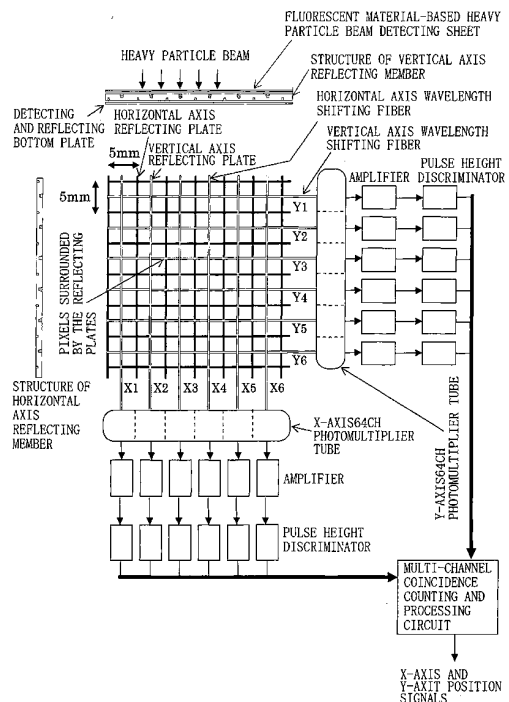 FLUORESCENT MATERIAL-BASED HEAVY
PARTICLE BEAM DETECTING SHEET
HEAVY PARTICLE BEAM
STRUCTURE OF VERTICAL AXIS
REFLECTING MEMBER
HORIZONTAL AXIS WAVELENGTH
SHIFTING FIBER
DETECTING
AND REFLECTING
BOTTOM PLATE
HORIZONTAL AXIS
REFLECTING PLATE
VERTICAL AXIS WAVELENGTH
SHIFTING FIBER
5mm
VERTICAL AXIS
REFLECTING PLATE
AMPLIFIER
PULSE HEIGHT
DISCRIMINATOR
5mm
Y1
Y2
Y3
Y4
Y5
Y6
PIXELS SURROUNDED
BY THE REFLECTING
PLATES
STRUCTURE OF
HORIZONTAL
AXIS
REFLECTING
MEMBER
X1 X2 X3 X4 X5 X6
X-AXIS64CH
PHOTOMULTIPLIER
TUBE
Y-AXIS64CH
PHOTOMULTIPLIER TUBE
AMPLIFIER
PULSE HEIGHT
DISCRIMINATOR
MULTI-CHANNEL
COINCIDENCE
COUNTING AND
PROCESSING
CIRCUIT
X-AXIS AND
Y-AXIT POSITION
SIGNALS